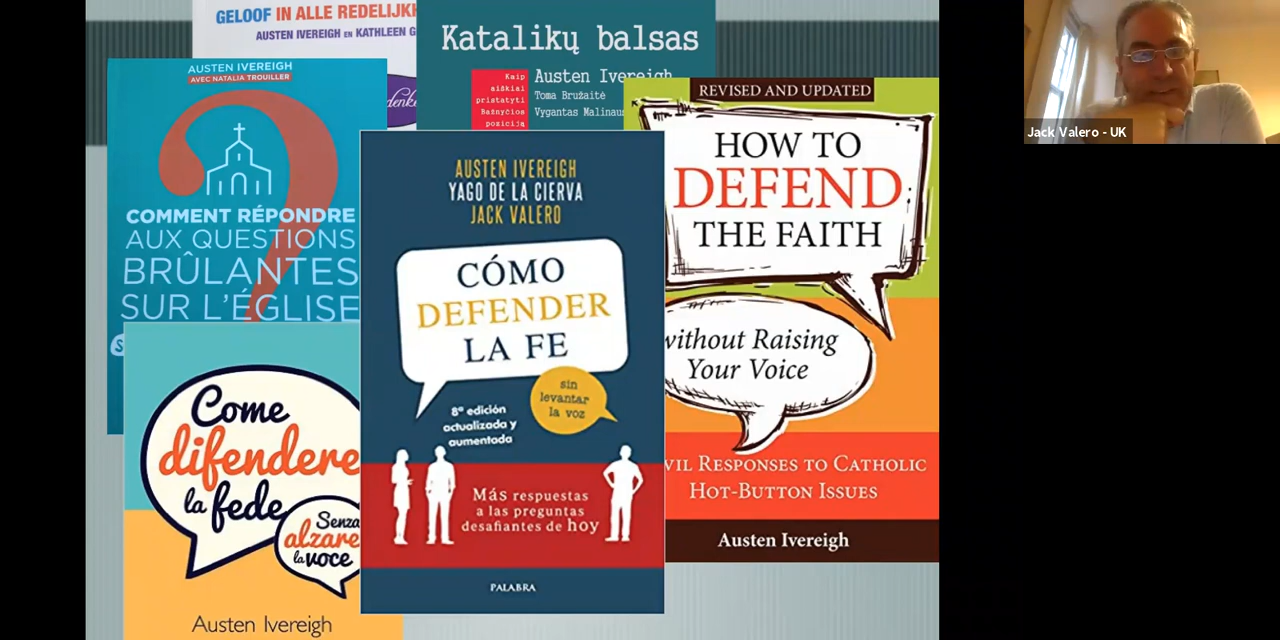 GELOOF IN ALLE REDELIJKH
AUSTEN IVEREIGH EN KATHLEEN G
denke
Katalikų balsas
Kaip
aiškiai
pristatyti
Bažnyčios
poziciją
Austen Ivereigh
Toma Bružaitė
Vygantas Malinaus
AUSTEN IVEREIGH
AVEC NATALIA TROUILLER
?
COMMENT RÉPONDRE
AUX QUESTIONS
BRÛLANTES
SUR L'ÉGLISE
S
REVISED AND UPDATED
HOW TO
DEFEND
THE FAITH
without Raising
Your Voice
VIL RESPONSES TO CATHOLIC
HOT-BUTTON ISSUES
Austen Ivereigh
AUSTEN IVEREIGH
YAGO DE LA CIERVA
JACK VALERO
CÓMO
DEFENDER
LA FE
sin
levantar
la voz
8ª edición
actualizada y
aumentada
Más respuestas
a las preguntas
desafiantes de hoy
PALABRA
Come
difendere
la fede
Senza
alzare
la voce
Austen Ivereigh
Jack Valero - UK